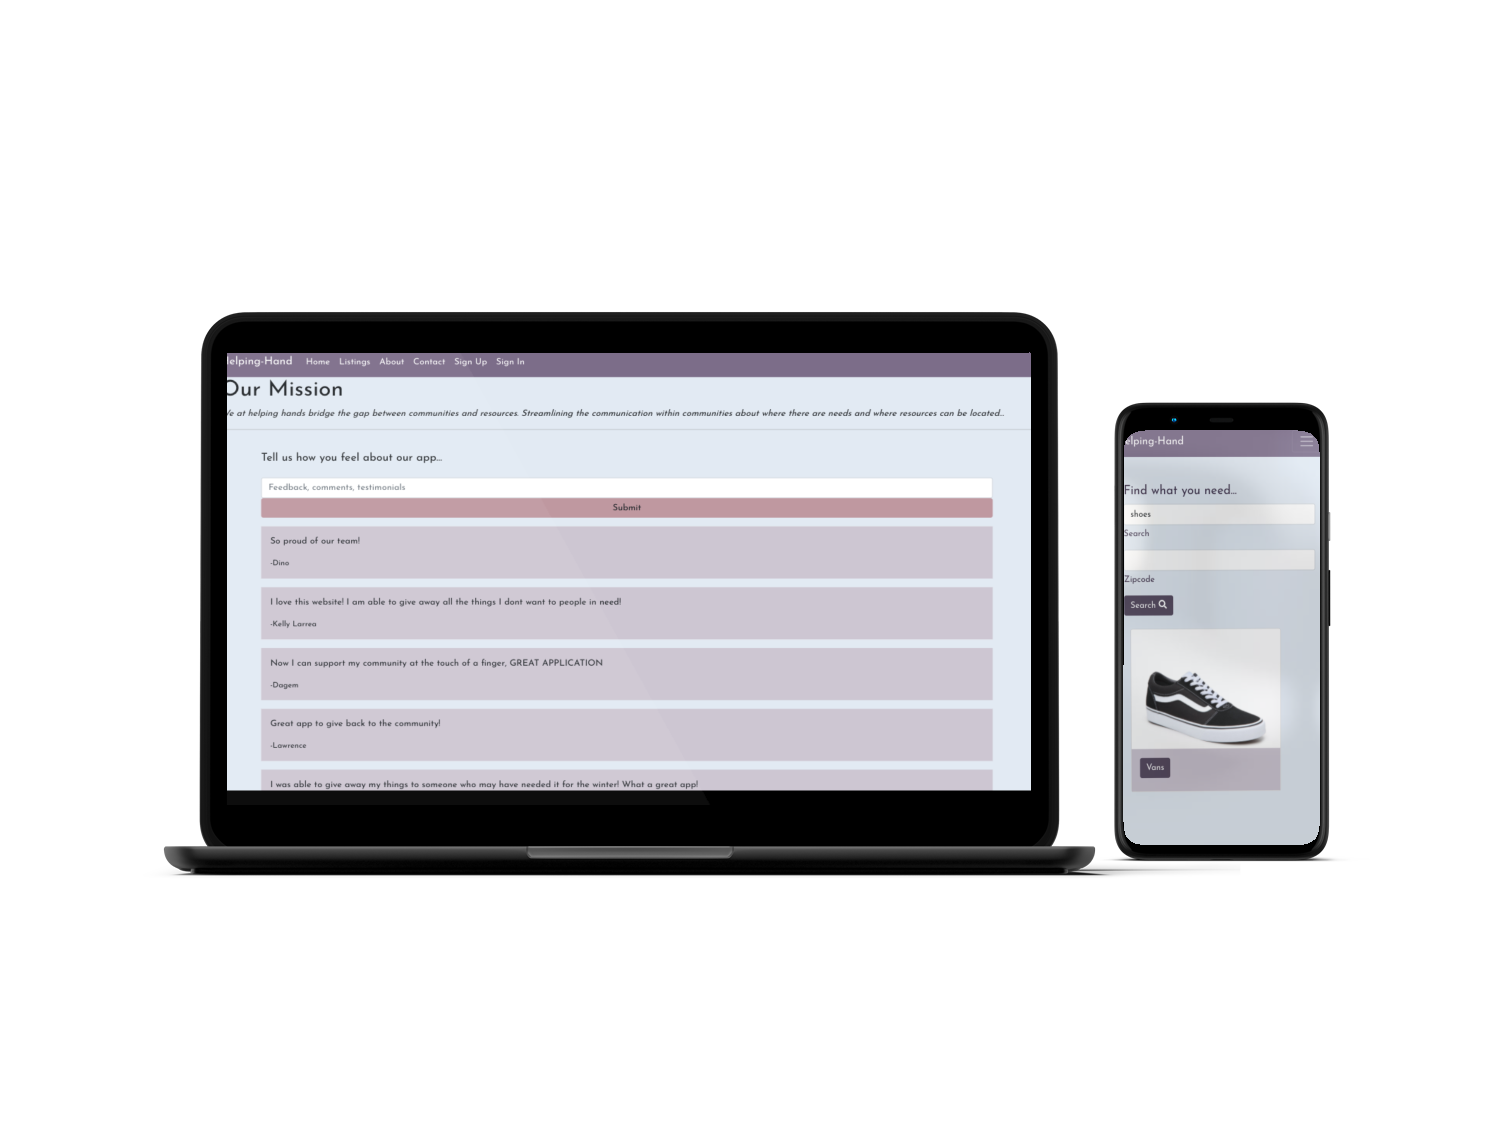 elping-Hand Home Listings About Contact Sign Up Sign In
Our Mission
We at helping hands bridge the gap between communities and resources. Streamlining the communication within communities about where there are needs and where resources can be located...
Tell us how you feel about our app...
Feedback, comments, testimonials
Submit
So proud of our team!
-Dino
I love this website! I am able to give away all the things I dont want to people in need!
-Kelly Larrea
Now I can support my community at the touch of a finger, GREAT APPLICATION
-Dagem
Great app to give back to the community!
-Lawrence
I was able to give away my things to someone who may have needed it for the winter! What a great app!
elping-Hand
Find what you need...
shoes
Search
Zipcode
Search
Vans